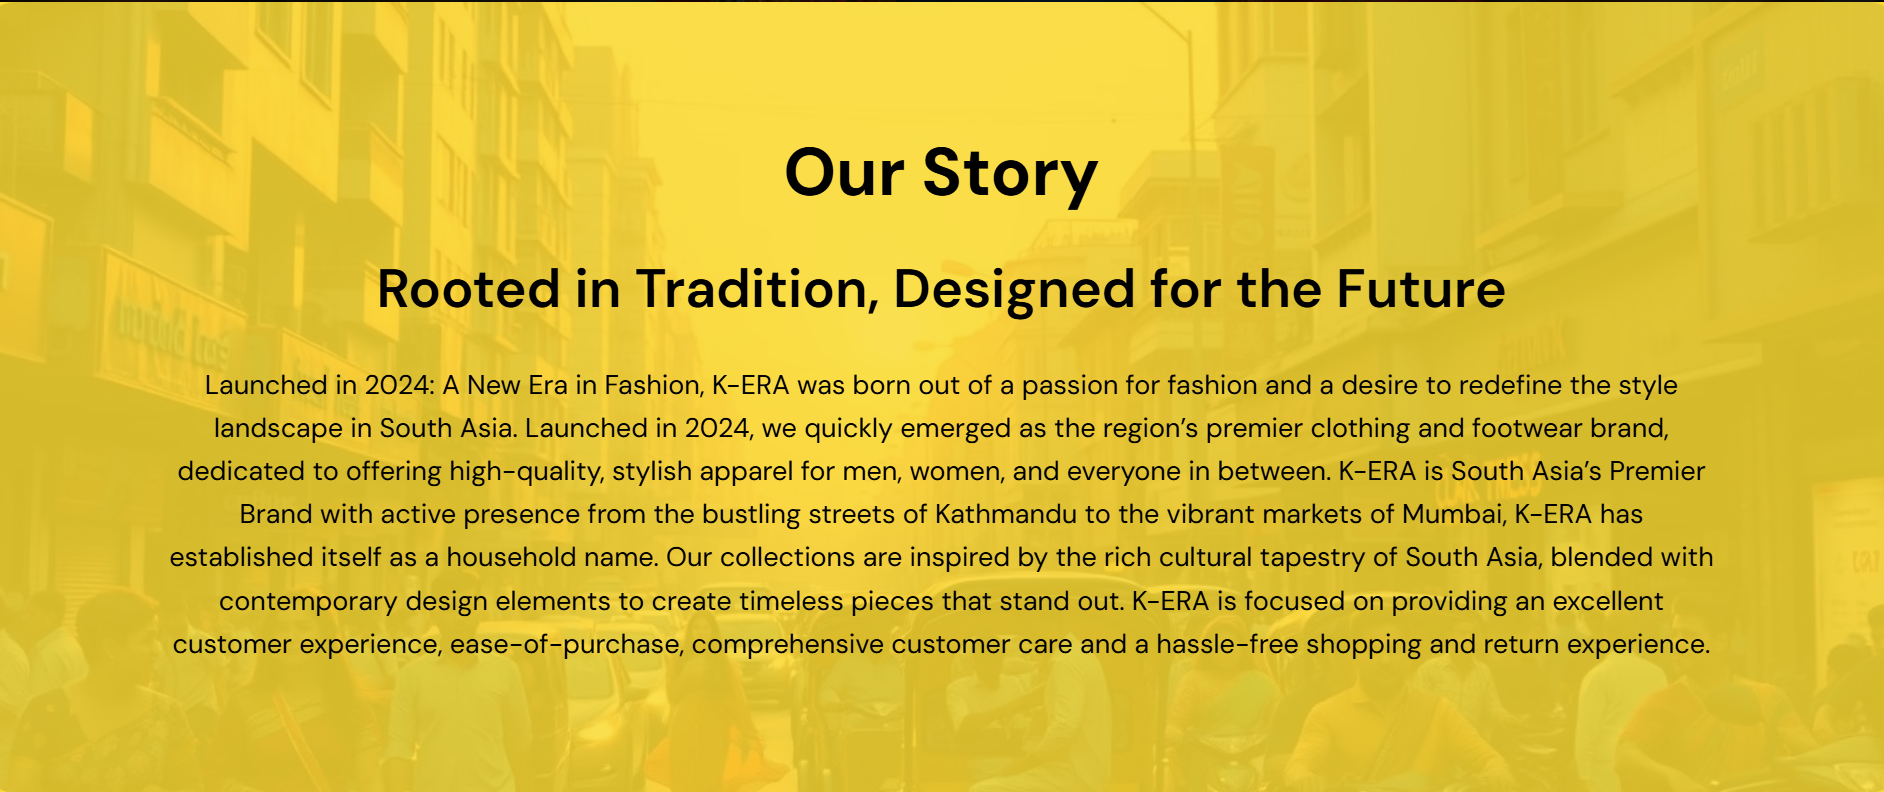 Our Story
Rooted in Tradition, Designed for the Future
Launched in 2024: A New Era in Fashion, K-ERA was born out of a passion for fashion and a desire to redefine the style
landscape in South Asia. Launched in 2024, we quickly emerged as the region’s premier clothing and footwear brand,
dedicated to offering high-quality, stylish apparel for men, women, and everyone in between. K-ERA is South Asia’s Premier
Brand with active presence from the bustling streets of Kathmandu to the vibrant markets of Mumbai, K-ERA has
established itself as a household name. Our collections are inspired by the rich cultural tapestry of South Asia, blended with
contemporary design elements to create timeless pieces that stand out. K-ERA is focused on providing an excellent
customer experience, ease-of-purchase, comprehensive customer care and a hassle-free shopping and return experience.